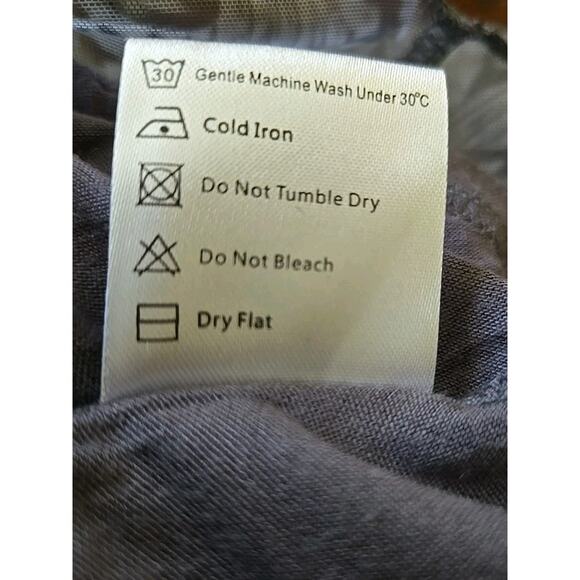 30 Gentle Machine Wash Under 30°C
Cold Iron
Do Not Tumble Dry
Do Not Bleach
Dry Flat